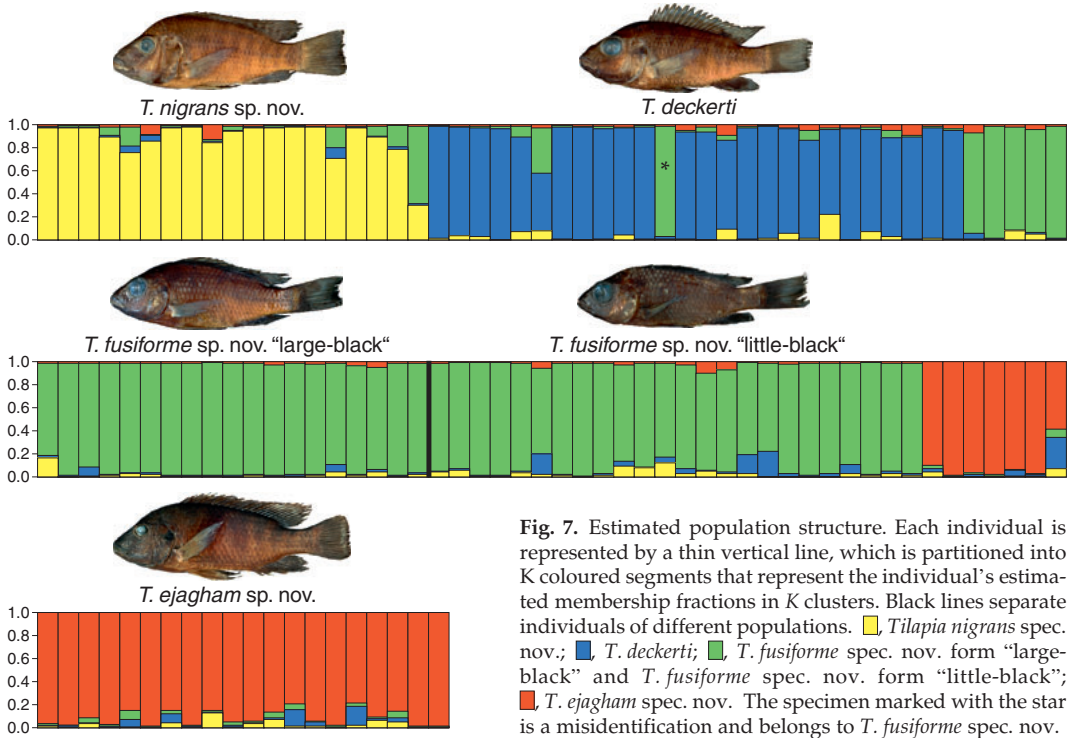 T. nigrans sp. nov.
T. deckerti
1.0
0.8
0.6
0.4
0.2
0.0
*
T. fusiforme sp. nov. “large-black“
T. fusiforme sp. nov. “little-black“
1.0
0.8
0.6
0.4
0.2
0.0
T. ejagham sp. nov.
1.0
0.8
0.6
0.4
0.2
0.0
Fig. 7. Estimated population structure. Each individual is
represented by a thin vertical line, which is partitioned into
K coloured segments that represent the individual’s estima-
ted membership fractions in K clusters. Black lines separate
individuals of different populations. , Tilapia nigrans spec.
nov.; , T. deckerti; , T. fusiforme spec. nov. form “large-
black” and T. fusiforme spec. nov. form “little-black”;
, T. ejagham spec. nov. The specimen marked with the star
is a misidentification and belongs to T. fusiforme spec. nov.